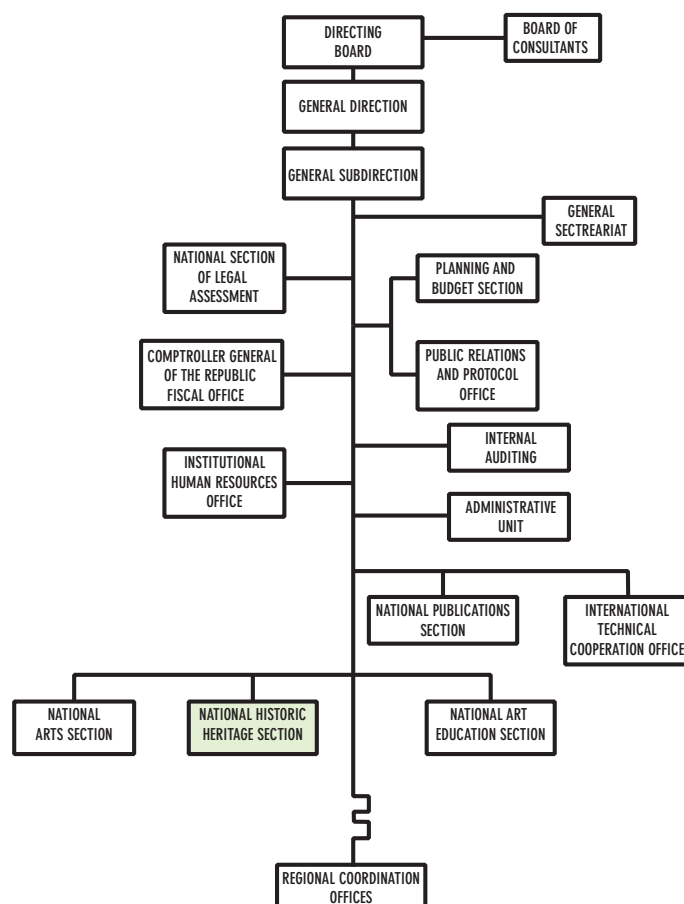 DIRECTING
BOARD
BOARD OF
CONSULTANTS
GENERAL DIRECTION
GENERAL SUBDIRECTION
GENERAL
SECTREARIAT
NATIONAL SECTION
OF LEGAL
ASSESSMENT
PLANNING AND
BUDGET SECTION
COMPTROLLER GENERAL
OF THE REPUBLIC
FISCAL OFFICE
PUBLIC RELATIONS
AND PROTOCOL
OFFICE
INTERNAL
AUDITING
INSTITUTIONAL
HUMAN RESOURCES
OFFICE
ADMINISTRATIVE
UNIT
NATIONAL PUBLICATIONS
SECTION
INTERNATIONAL
TECHNICAL
COOPERATION OFFICE
NATIONAL
ARTS SECTION
NATIONAL HISTORIC
HERITAGE SECTION
NATIONAL ART
EDUCATION SECTION
REGIONAL COORDINATION
OFFICES